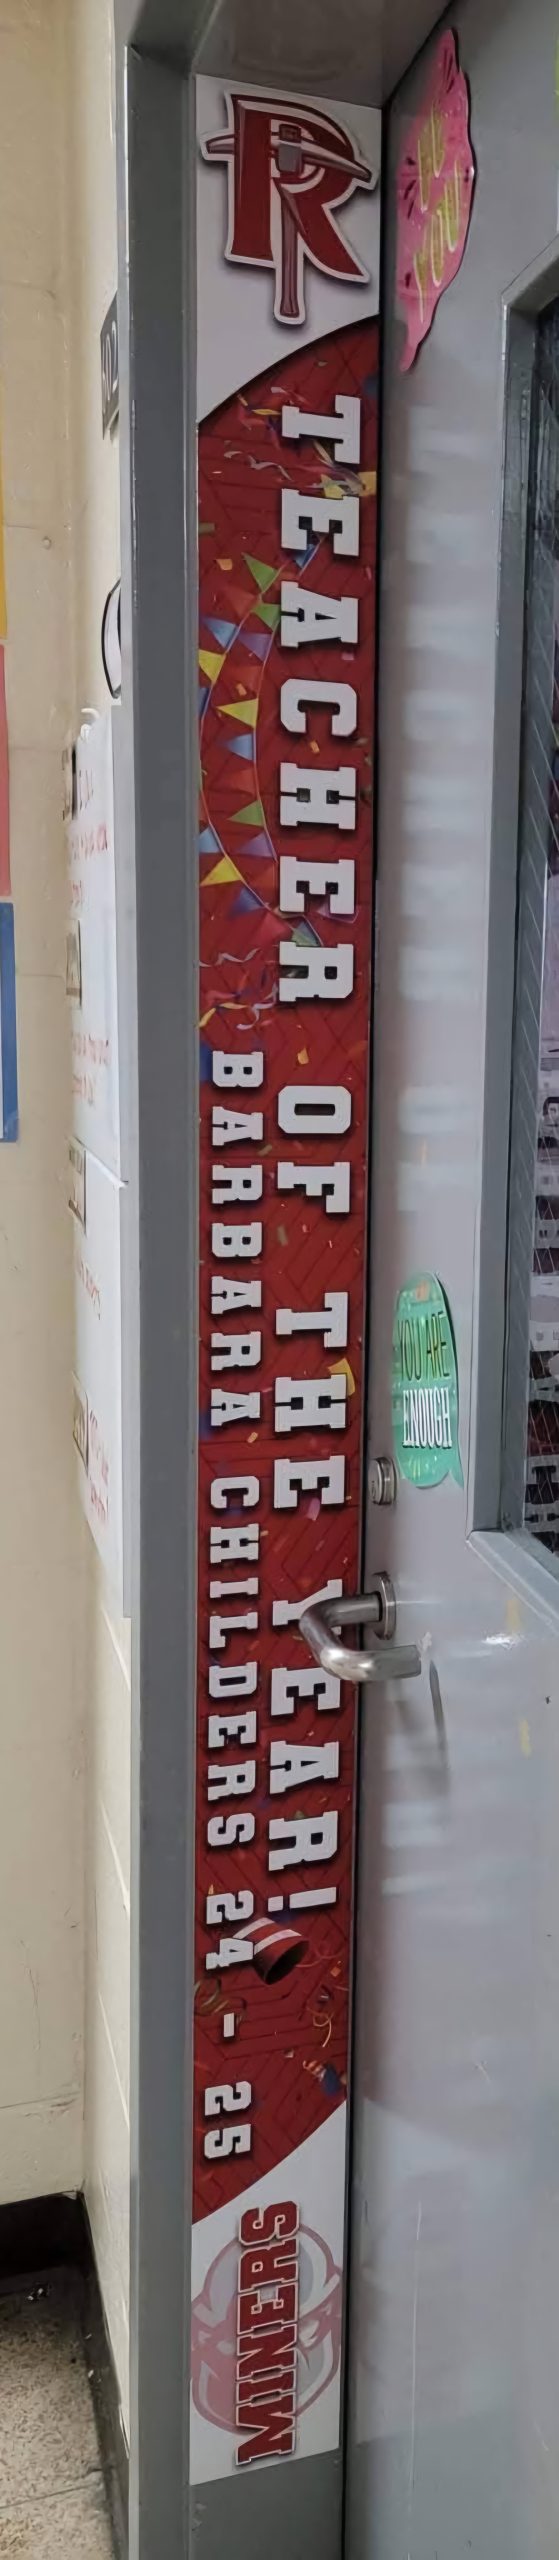 R
TEACHER OF THE YEAR!
BARBARA CHILDERS 24 - 25
MINERS
YOU ARE
ENOUGH